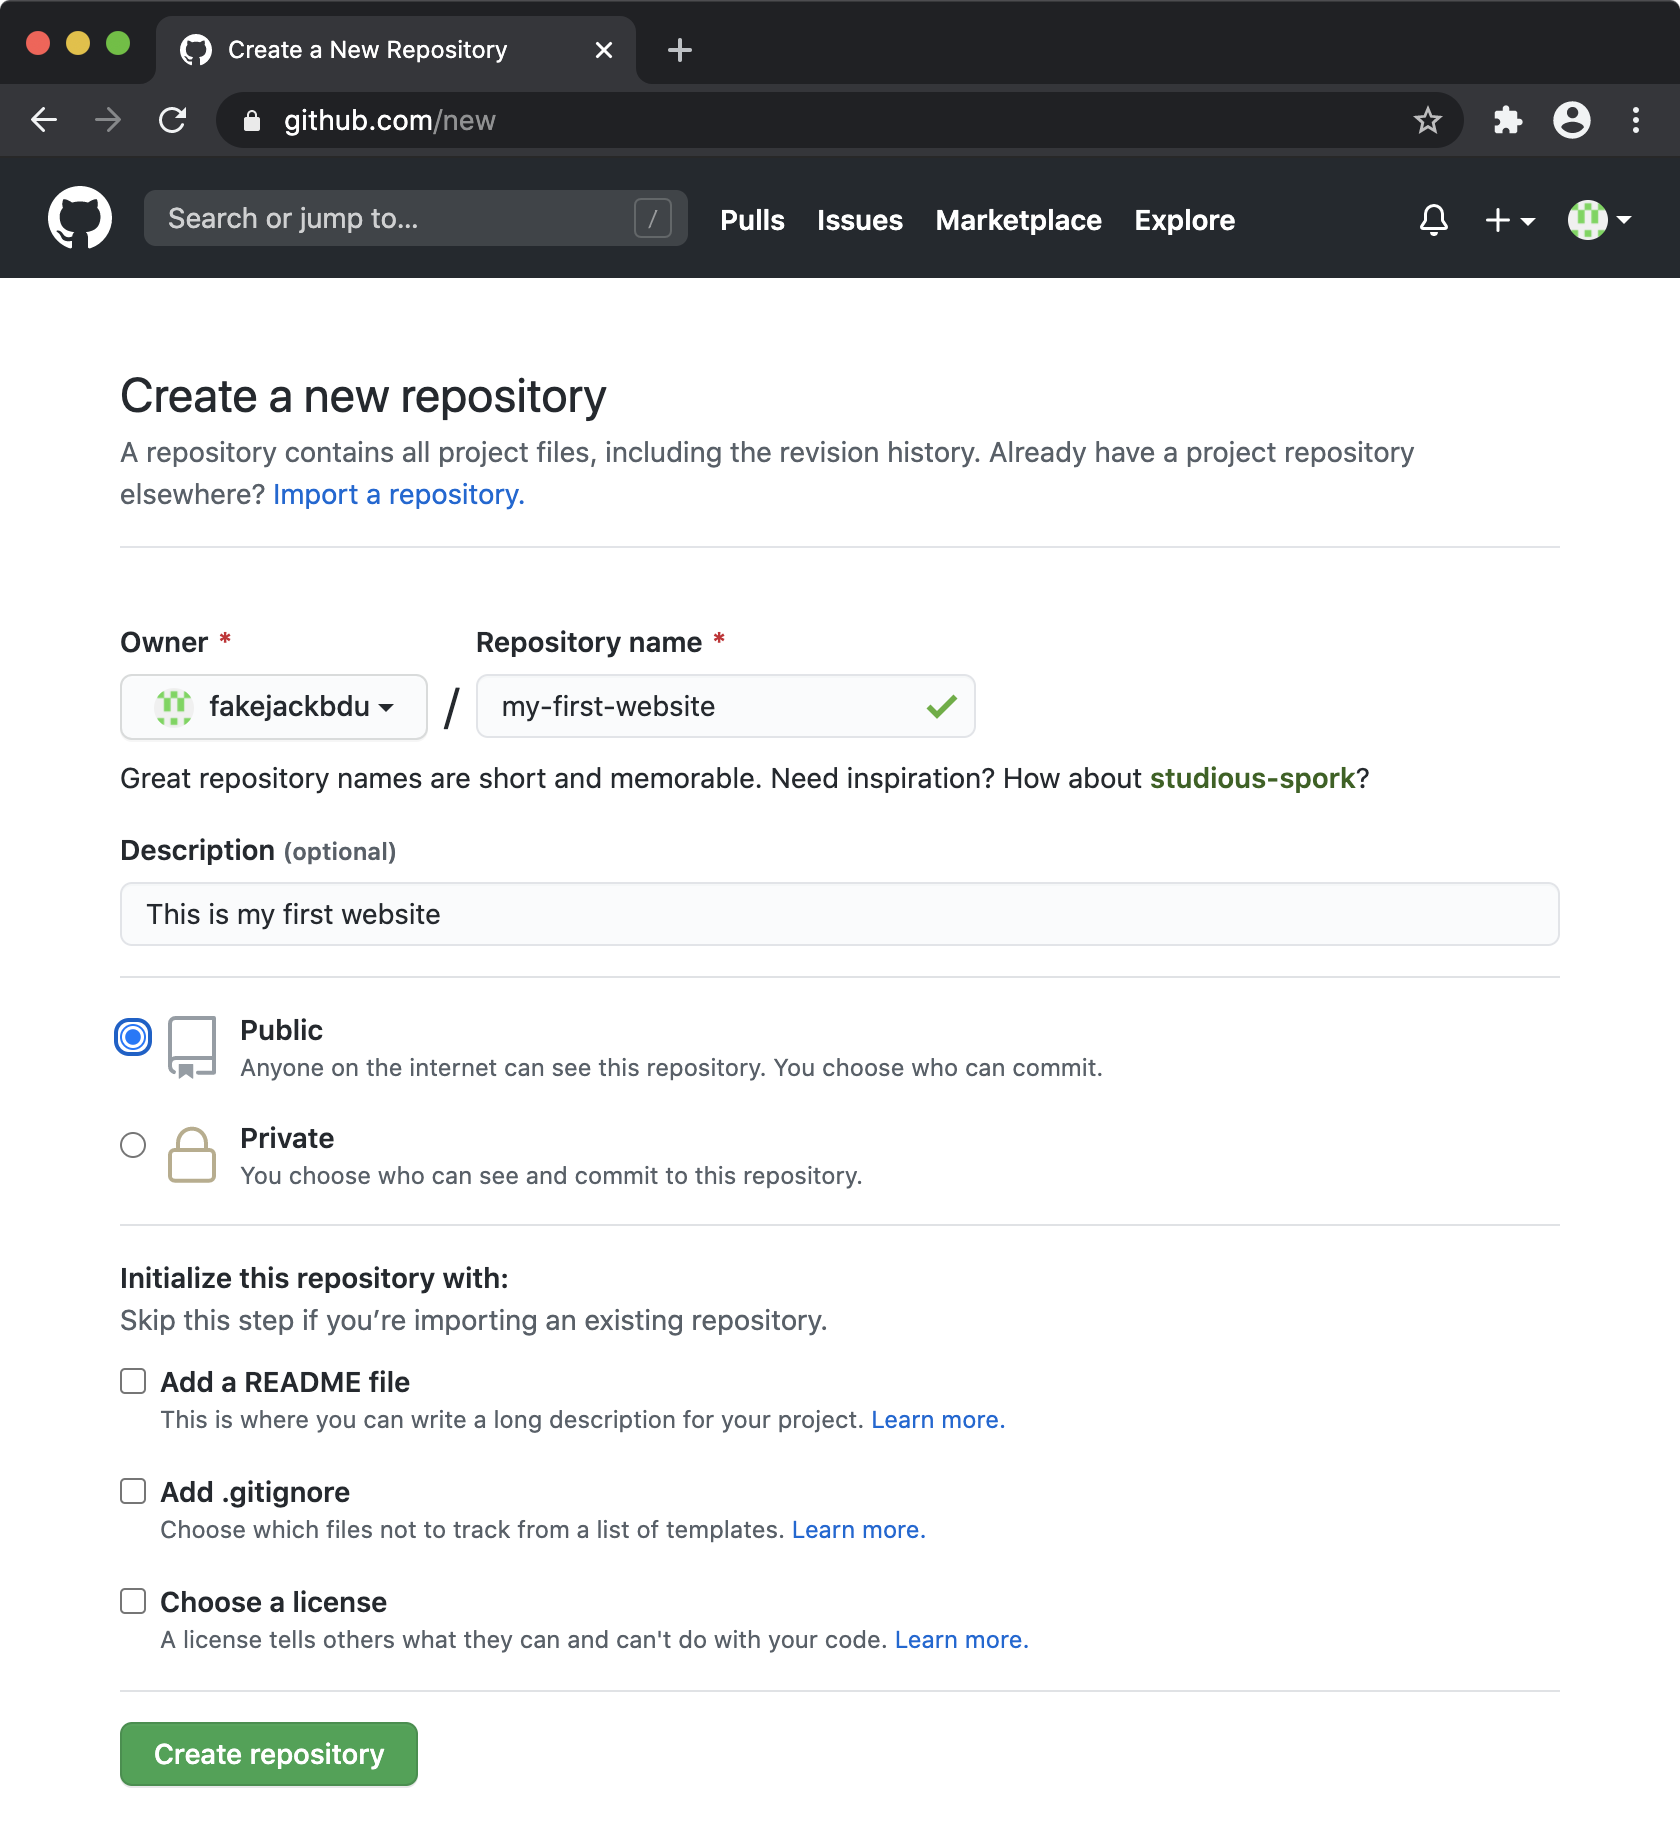 Create a New Repository
github.com/new
Search or jump to... /
Pulls Issues Marketplace Explore
Create a new repository
A repository contains all project files, including the revision history. Already have a project repository
elsewhere? Import a repository.
Owner * Repository name *
fakejackbdu / my-first-website
Great repository names are short and memorable. Need inspiration? How about studious-spork?
Description (optional)
This is my first website
Public
Anyone on the internet can see this repository. You choose who can commit.
Private
You choose who can see and commit to this repository.
Initialize this repository with:
Skip this step if you’re importing an existing repository.
Add a README file
This is where you can write a long description for your project. Learn more.
Add .gitignore
Choose which files not to track from a list of templates. Learn more.
Choose a license
A license tells others what they can and can't do with your code. Learn more.
Create repository